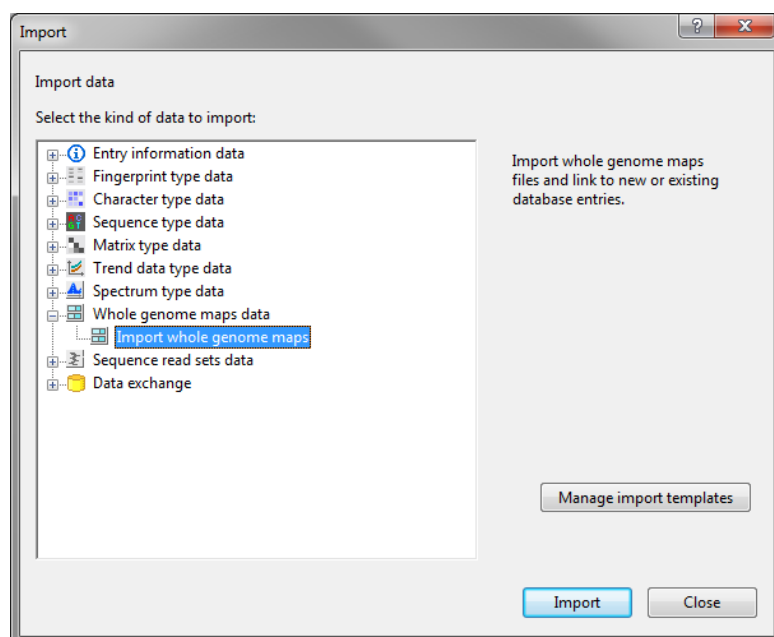 Import
Import data
Select the kind of data to import:
Entry information data
Fingerprint type data
Character type data
Sequence type data
Matrix type data
Trend data type data
Spectrum type data
Whole genome maps data
Import whole genome maps
Sequence read sets data
Data exchange
Import whole genome maps
files and link to new or existing
database entries.
Manage import templates
Import
Close